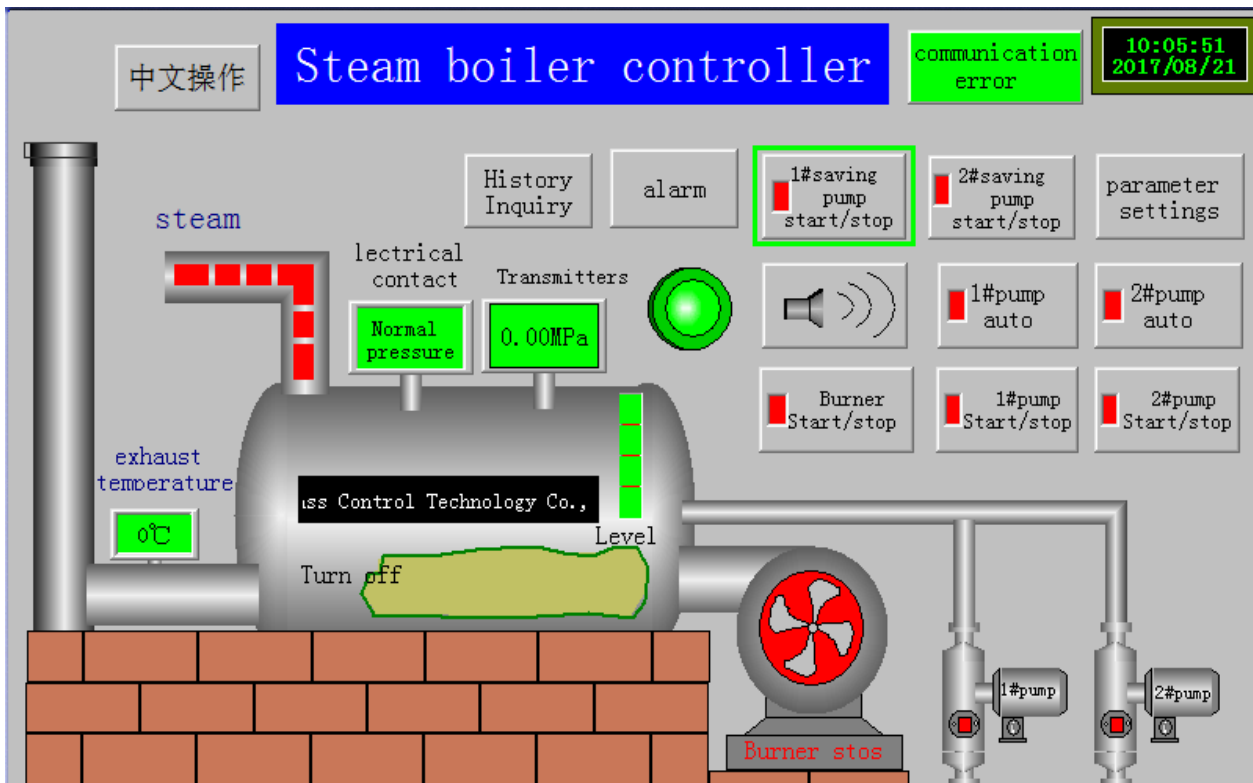 中文操作
Steam boiler controller
communication
error
10:05:51
2017/08/21
History
Inquiry
alarm
1#saving
pump
start/stop
2#saving
pump
start/stop
parameter
settings
steam
lectrical
contact
Transmitters
Normal
pressure
0.00MPa
1#pump
auto
2#pump
auto
Burner
Start/stop
1#pump
Start/stop
2#pump
Start/stop
exhaust
temperature
0℃
Control Technology Co.,
Level
Turn off
1#pump
2#pump
Burner stos